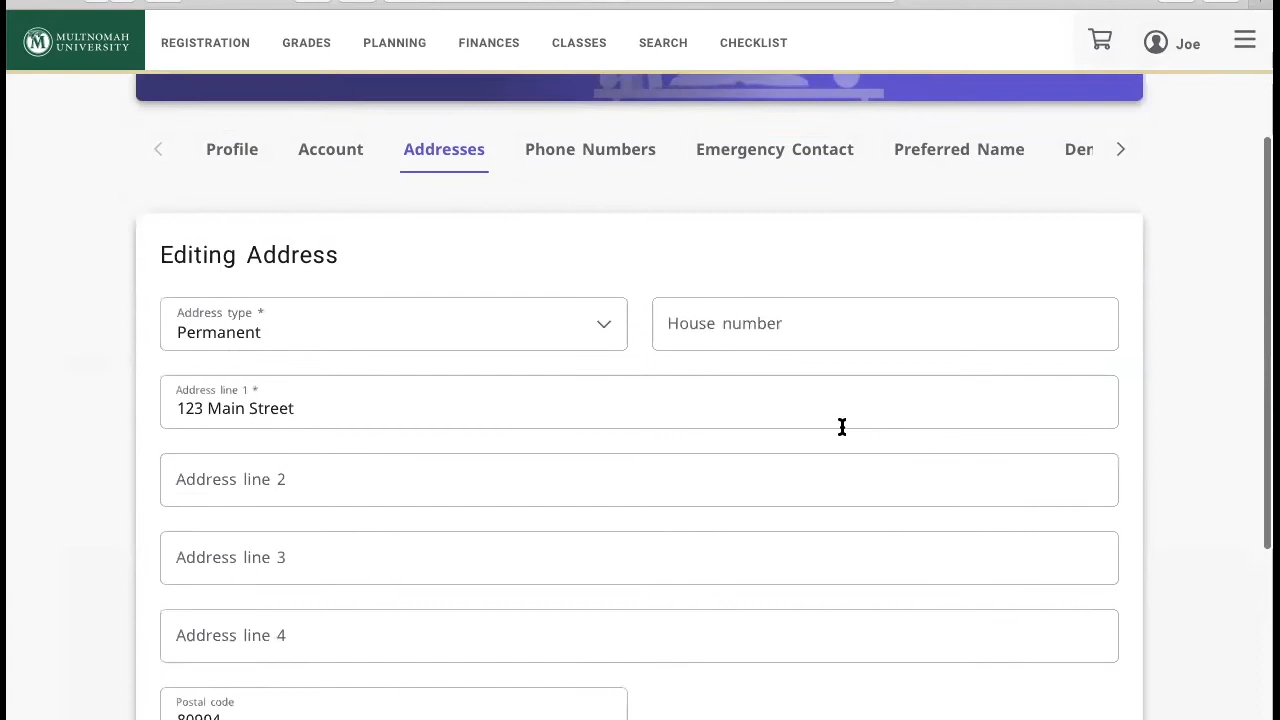 MULTNOMAH
UNIVERSITY
REGISTRATION GRADES PLANNING FINANCES CLASSES SEARCH CHECKLIST Joe
Profile Account Addresses Phone Numbers Emergency Contact Preferred Name
Editing Address
Address type *
Permanent
House number
Address line 1 *
123 Main Street
Address line 2
Address line 3
Address line 4
Postal code
80904